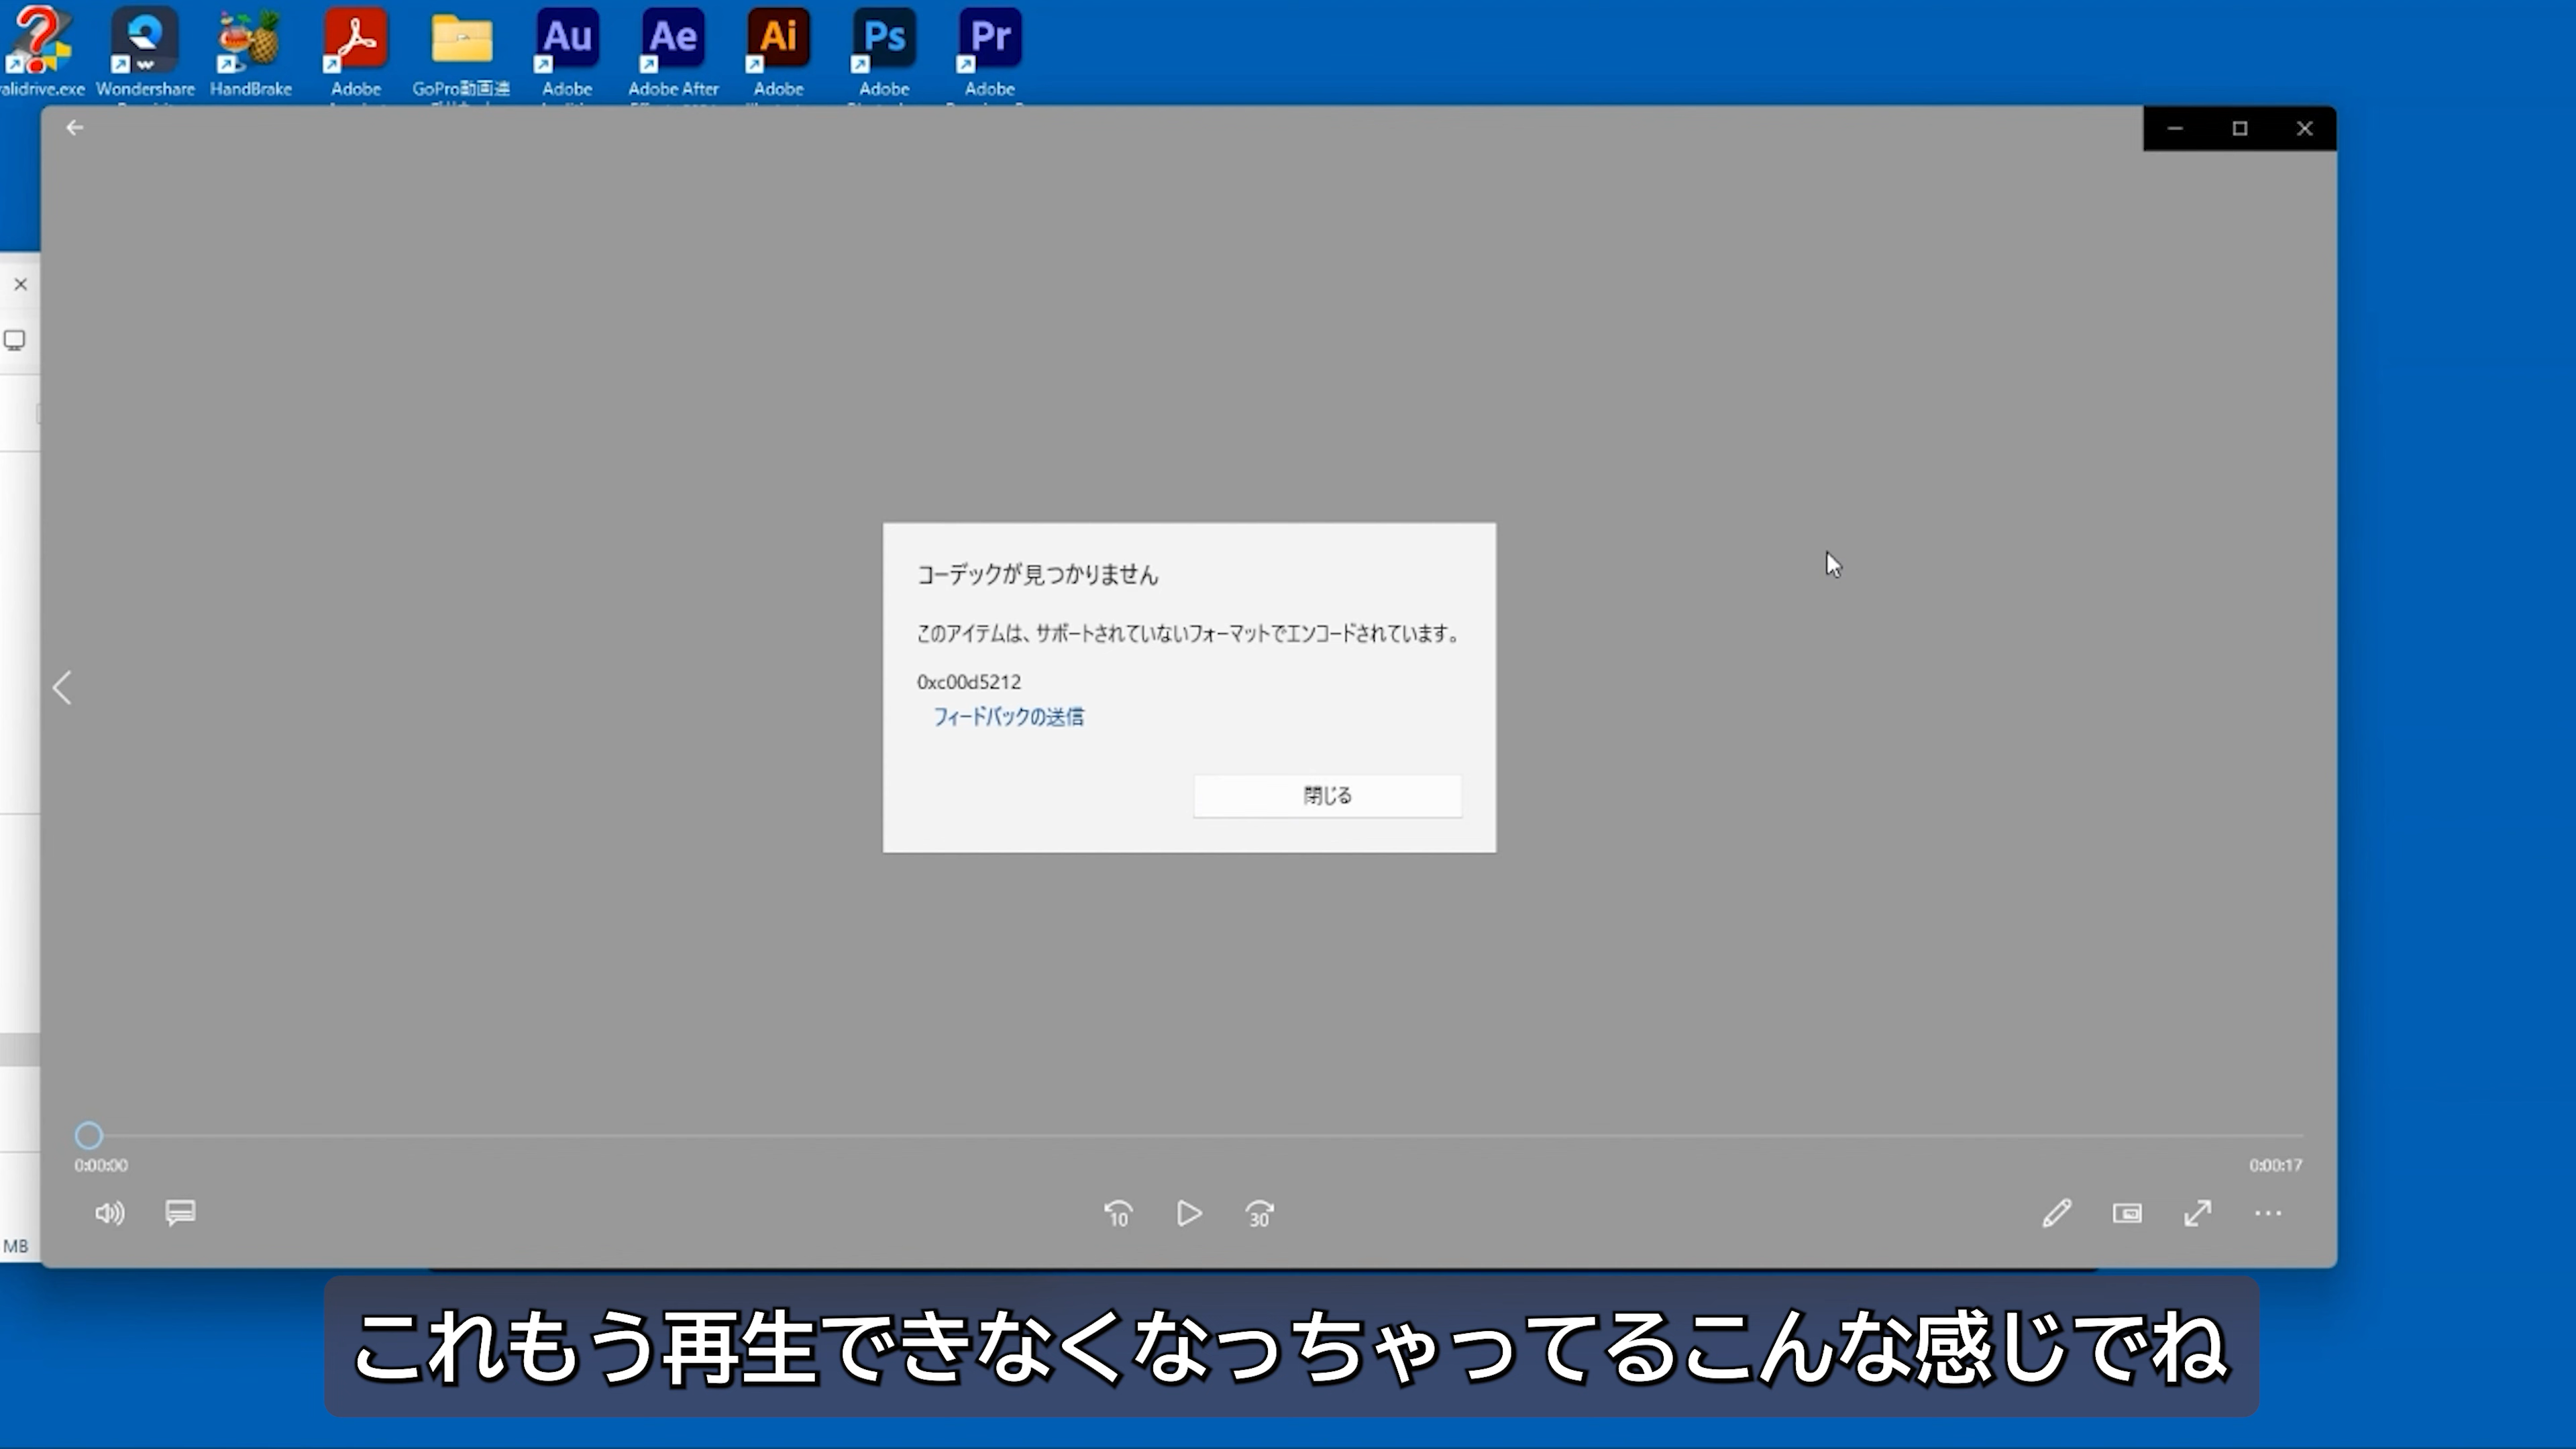 alidrive.exe
Wondershare
HandBrake
Adobe
GoPro動画連
Au
Adobe
Ae
Adobe After
Ai
Adobe
Ps
Adobe
Pr
Adobe
コーデックが見つかりません
このアイテムは、サポートされていないフォーマットでエンコードされています。
0xc00d5212
フィードバックの送信
閉じる
0:00:00
0:00:17
10
30
MB
これもう再生できなくなっちゃってるこんな感じでね